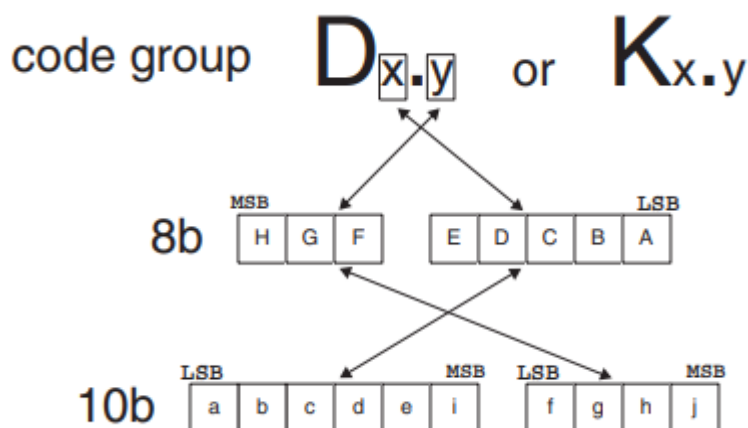 code group Dx.y or Kx.y
MSB LSB
8b H G F E D C B A
LSB MSB LSB MSB
10b a b c d e i f g h j